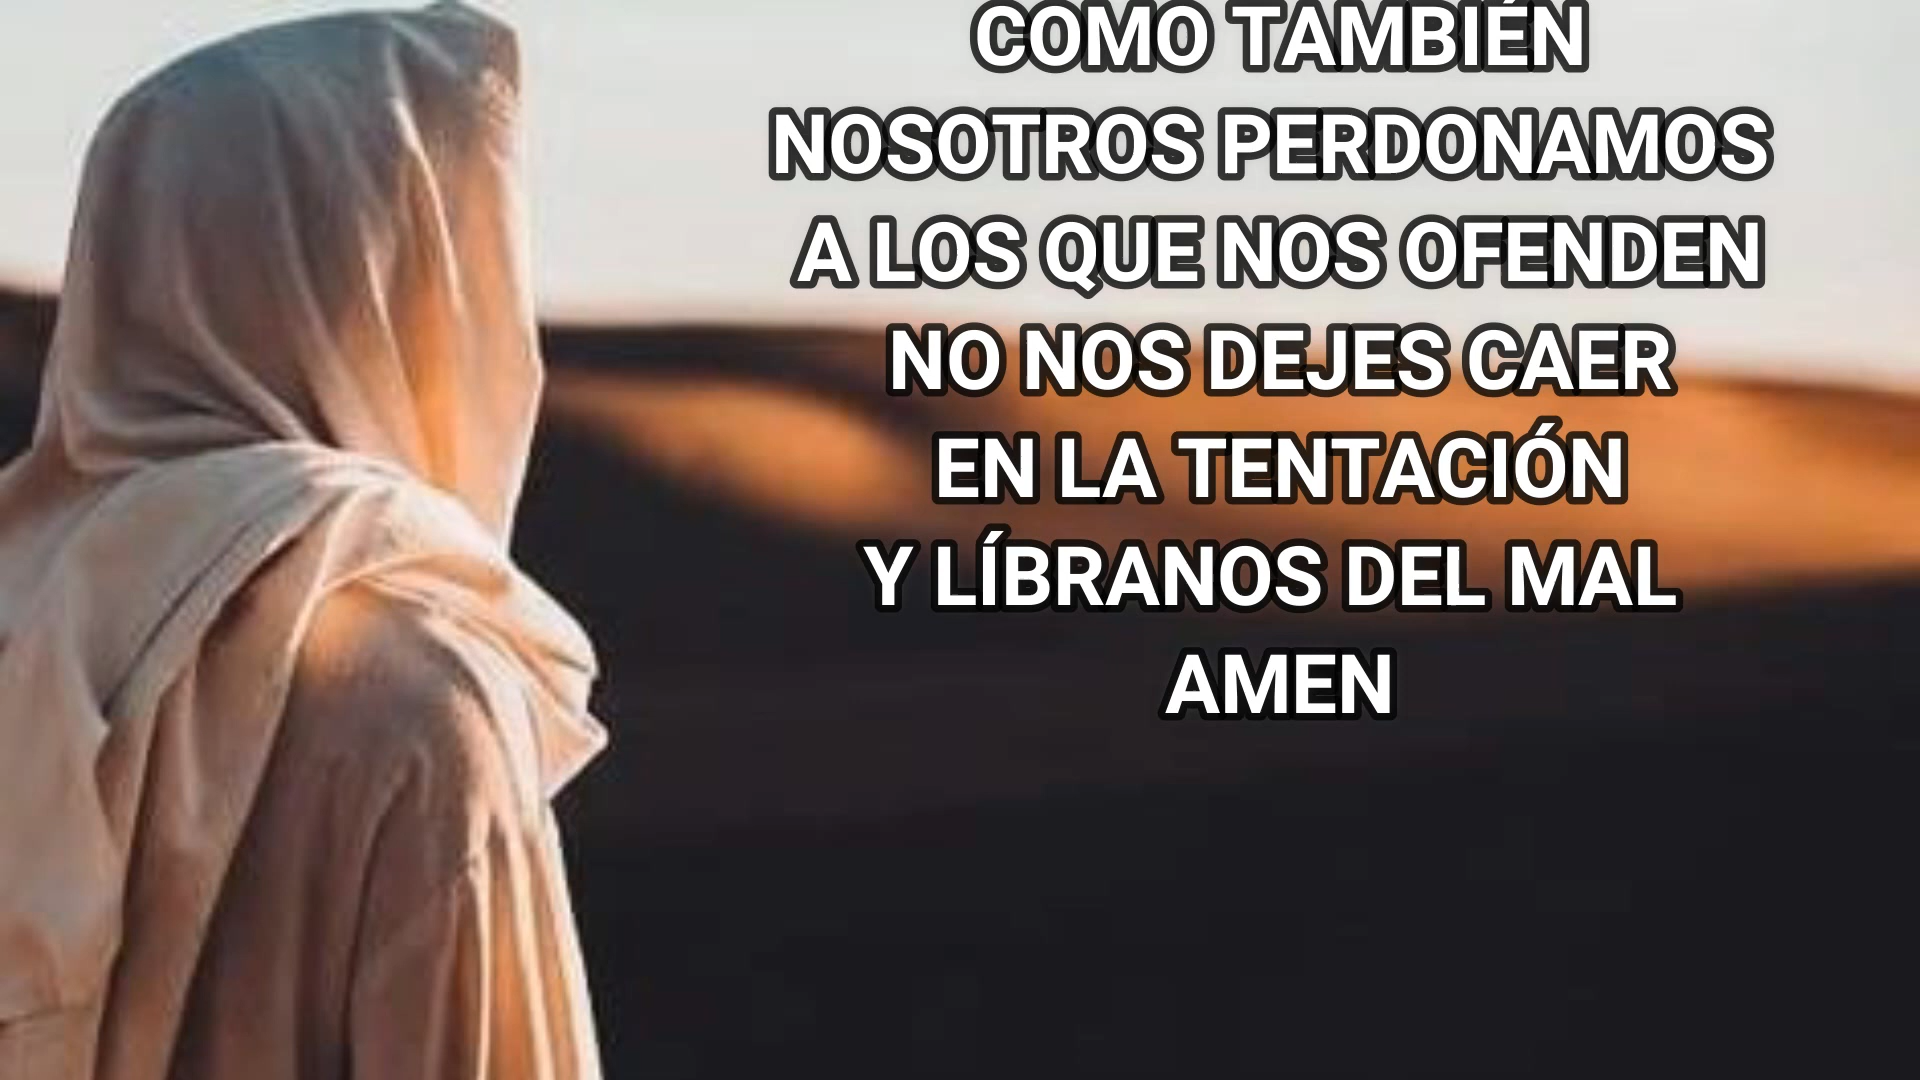 COMO TAMBIÉN
NOSOTROS PERDONAMOS
A LOS QUE NOS OFENDEN
NO NOS DEJES CAER
EN LA TENTACIÓN
Y LÍBRANOS DEL MAL
AMEN